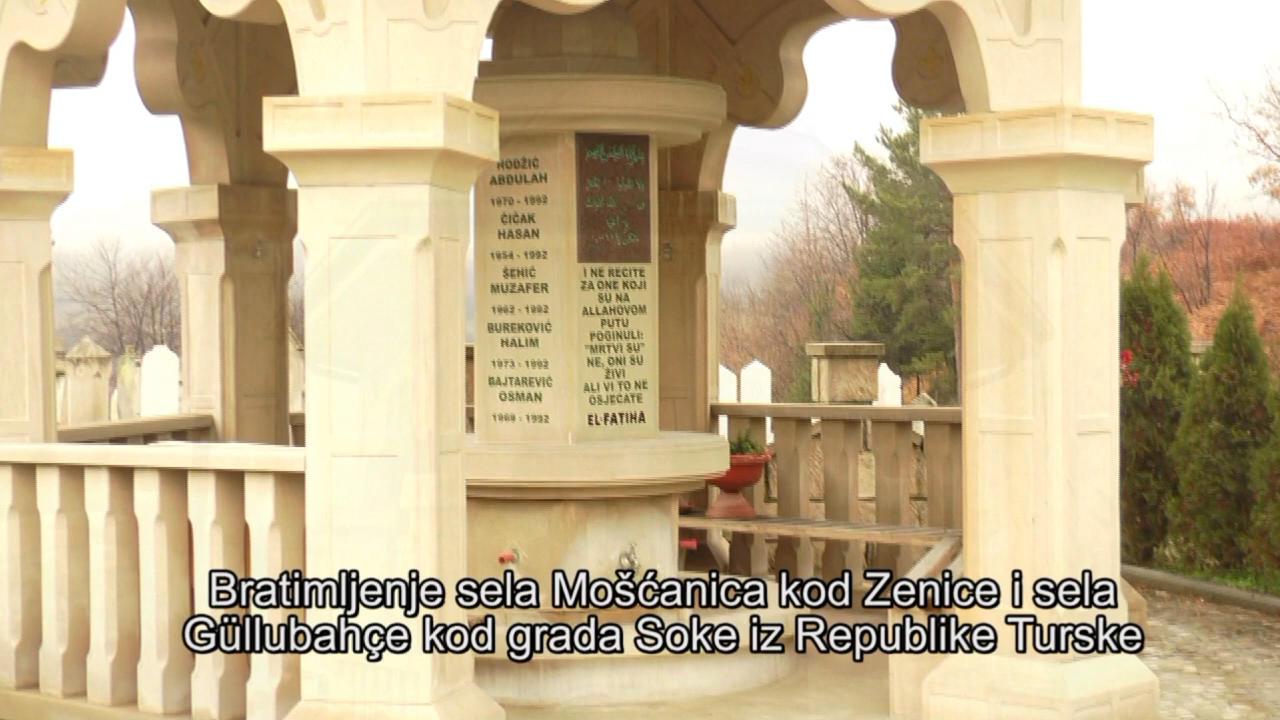 HODŽIĆ
ABDULAH
1970 - 1992
ČIČAK
HASAN
1954 - 1992
ŠEHIĆ
MUZAFER
1962 - 1992
BUREKOVIĆ
HALIM
1973 - 1992
BAJTAREVIĆ
OSMAN
1969 - 1992
I NE RECITE
ZA ONE KOJI
SU NA
ALLAHOVOM
PUTU
POGINULI:
"MRTVI SU"
NE, ONI SU
ŽIVI
ALI VI TO NE
OSJEĆATE
EL-FATIHA
Bratimljenje sela Mošćanica kod Zenice i sela
Güllubahçe kod grada Soke iz Republike Turske